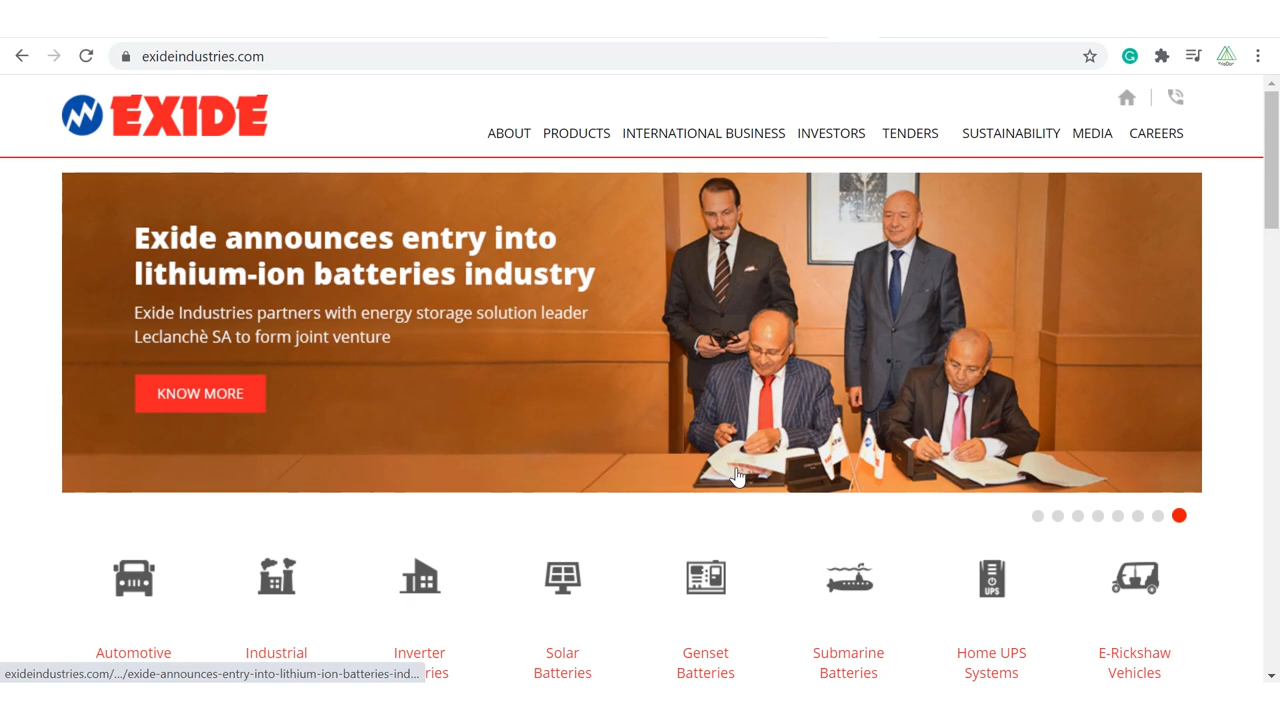 exideindustries.com
EXIDE
ABOUT PRODUCTS INTERNATIONAL BUSINESS INVESTORS TENDERS SUSTAINABILITY MEDIA CAREERS
Exide announces entry into
lithium-ion batteries industry
Exide Industries partners with energy storage solution leader
Leclanchè SA to form joint venture
KNOW MORE
UPS
Automotive Industrial Inverter Solar Genset Submarine Home UPS E-Rickshaw
ries Batteries Batteries Batteries Systems Vehicles
exideindustries.com/.../exide-announces-entry-into-lithium-ion-batteries-ind...